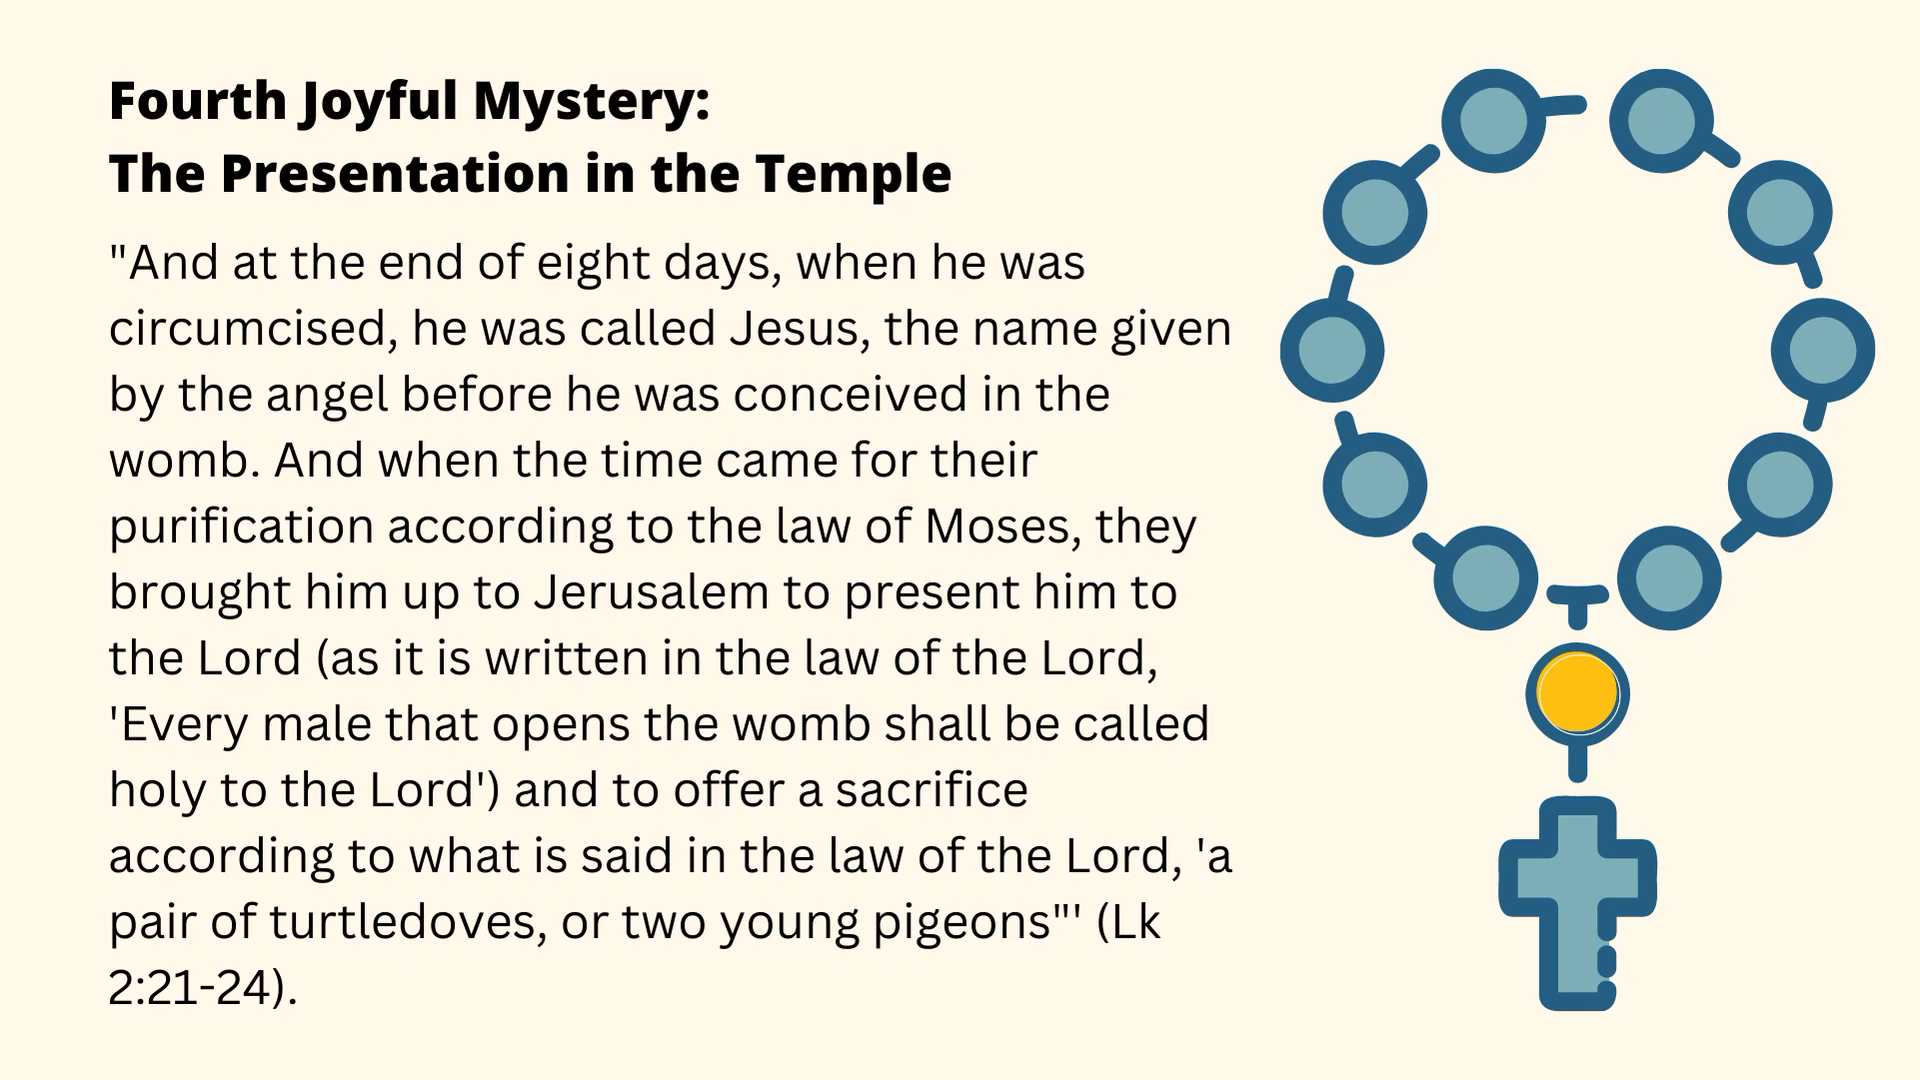 Fourth Joyful Mystery:
The Presentation in the Temple
"And at the end of eight days, when he was
circumcised, he was called Jesus, the name given
by the angel before he was conceived in the
womb. And when the time came for their
purification according to the law of Moses, they
brought him up to Jerusalem to present him to
the Lord (as it is written in the law of the Lord,
'Every male that opens the womb shall be called
holy to the Lord') and to offer a sacrifice
according to what is said in the law of the Lord, 'a
pair of turtledoves, or two young pigeons"' (Lk
2:21-24).